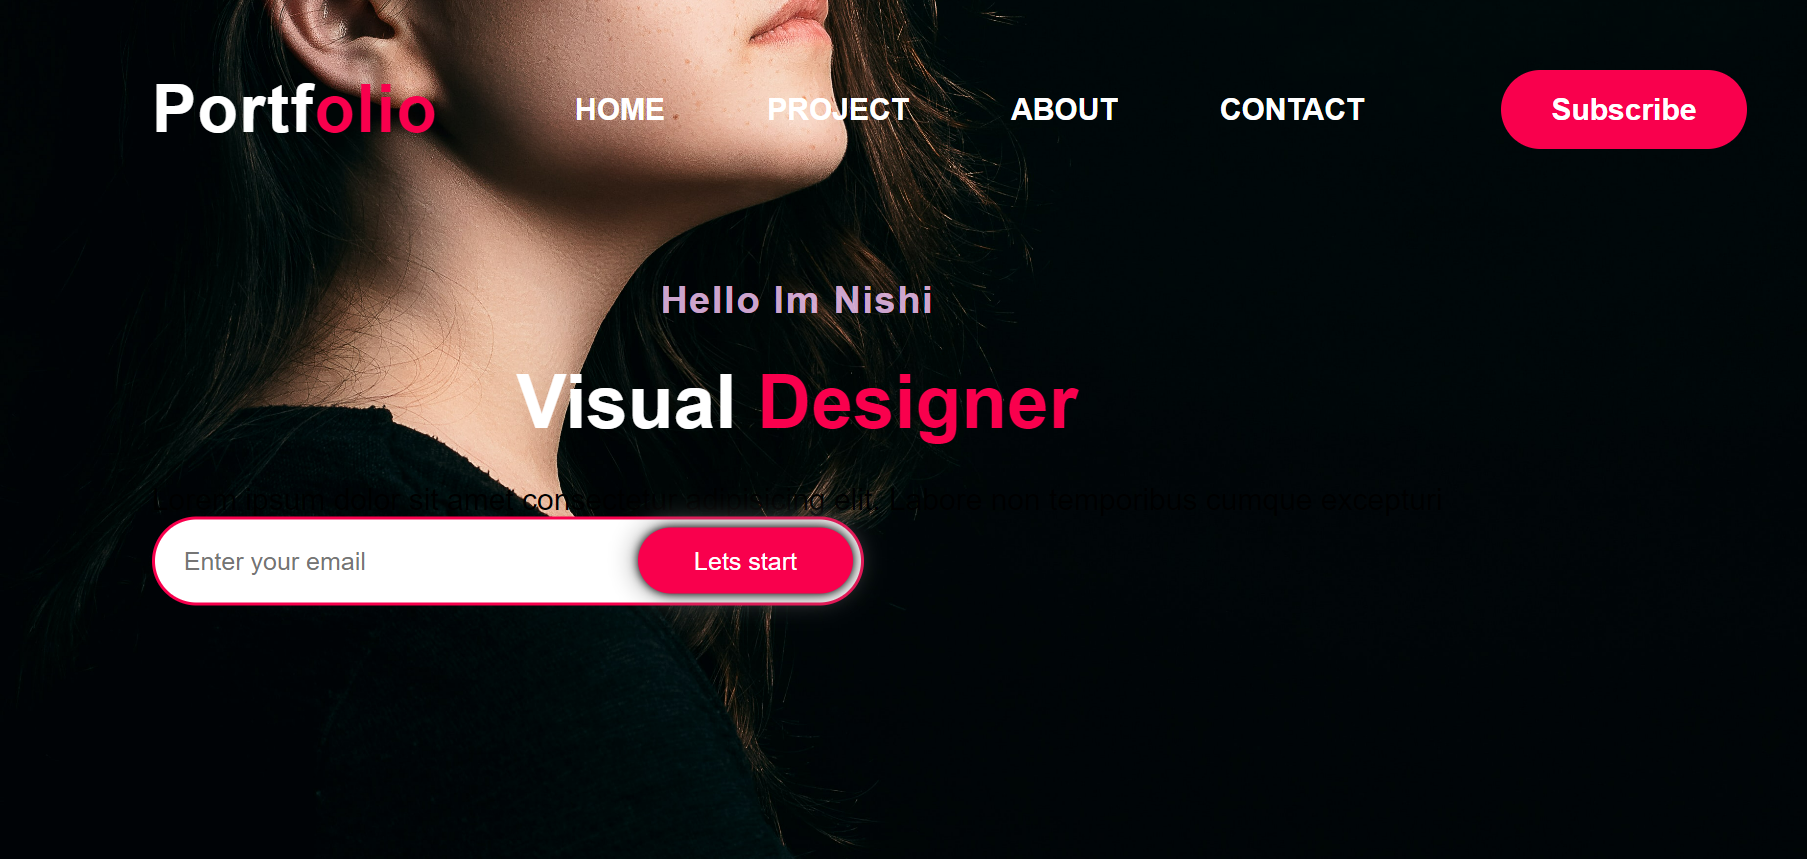 Portfolio HOME PROJECT ABOUT CONTACT Subscribe
Hello Im Nishi
Visual Designer
Lorem ipsum dolor sit amet consectetur adipisicing elit. Labore non temporibus cumque excepturi
Enter your email Lets start